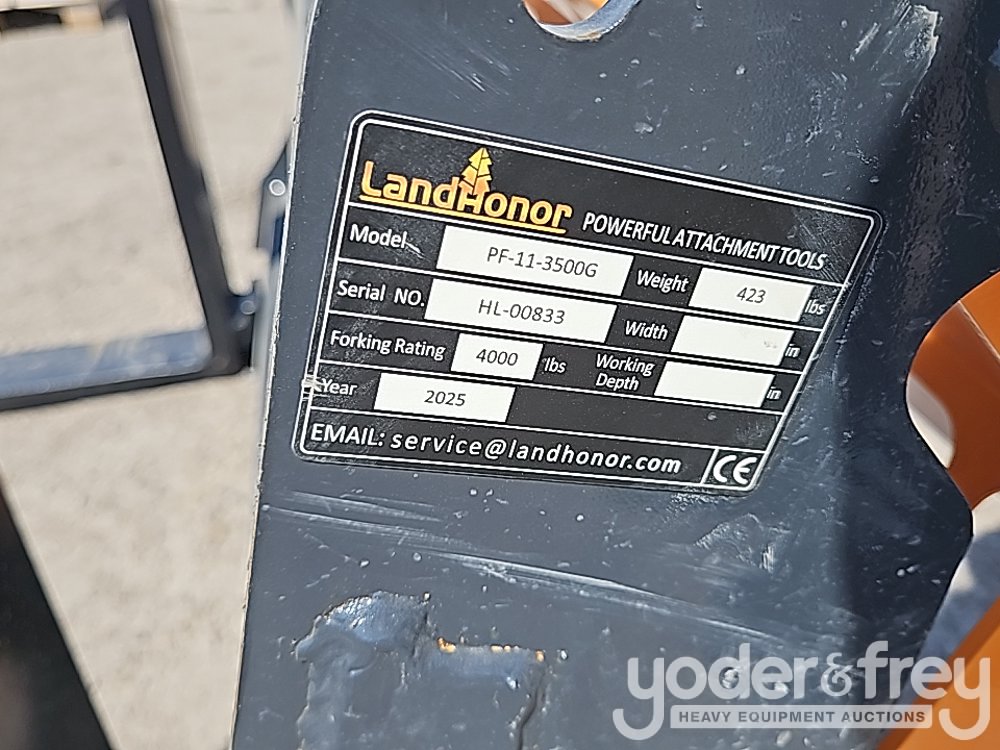 LandHonor POWERFUL ATTACHMENT TOOLS
Model PF-11-3500G Weight 423 lbs
Serial NO. HL-00833 Width in
Forking Rating 4000 lbs Working Depth in
Year 2025
EMAIL: service@landhonor.com CE
yoder&frey
HEAVY EQUIPMENT AUCTIONS